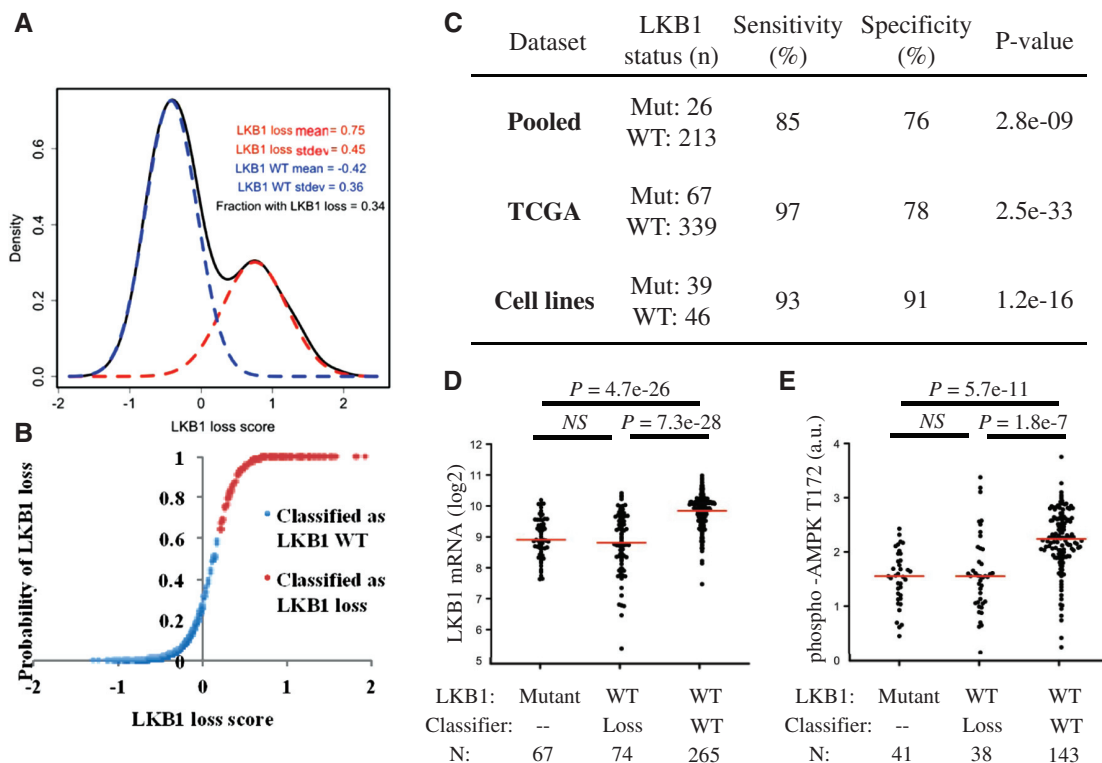 A
LKB1 loss mean = 0.75
LKB1 loss stdev = 0.45
LKB1 WT mean = -0.42
LKB1 WT stdev = 0.36
Fraction with LKB1 loss = 0.34
Density
0.0 0.2 0.4 0.6
-2 -1 0 1 2
LKB1 loss score
B
Probability of LKB1 loss
1
0.8
0.6
0.4
0.2
0
Classified as
LKB1 WT
Classified as
LKB1 loss
-2 -1 0 1 2
LKB1 loss score
C
Dataset LKB1 status (n) Sensitivity (%) Specificity (%) P-value
Pooled Mut: 26 WT: 213 85 76 2.8e-09
TCGA Mut: 67 WT: 339 97 78 2.5e-33
Cell lines Mut: 39 WT: 46 93 91 1.2e-16
D
P = 4.7e-26
NS P = 7.3e-28
LKB1 mRNA (log2)
12
11
10
9
8
7
6
5
LKB1: Mutant WT WT
Classifier: -- Loss WT
N: 67 74 265
E
P = 5.7e-11
NS P = 1.8e-7
phospho -AMPK T172 (a.u.)
4
3
2
1
0
LKB1: Mutant WT WT
Classifier: -- Loss WT
N: 41 38 143